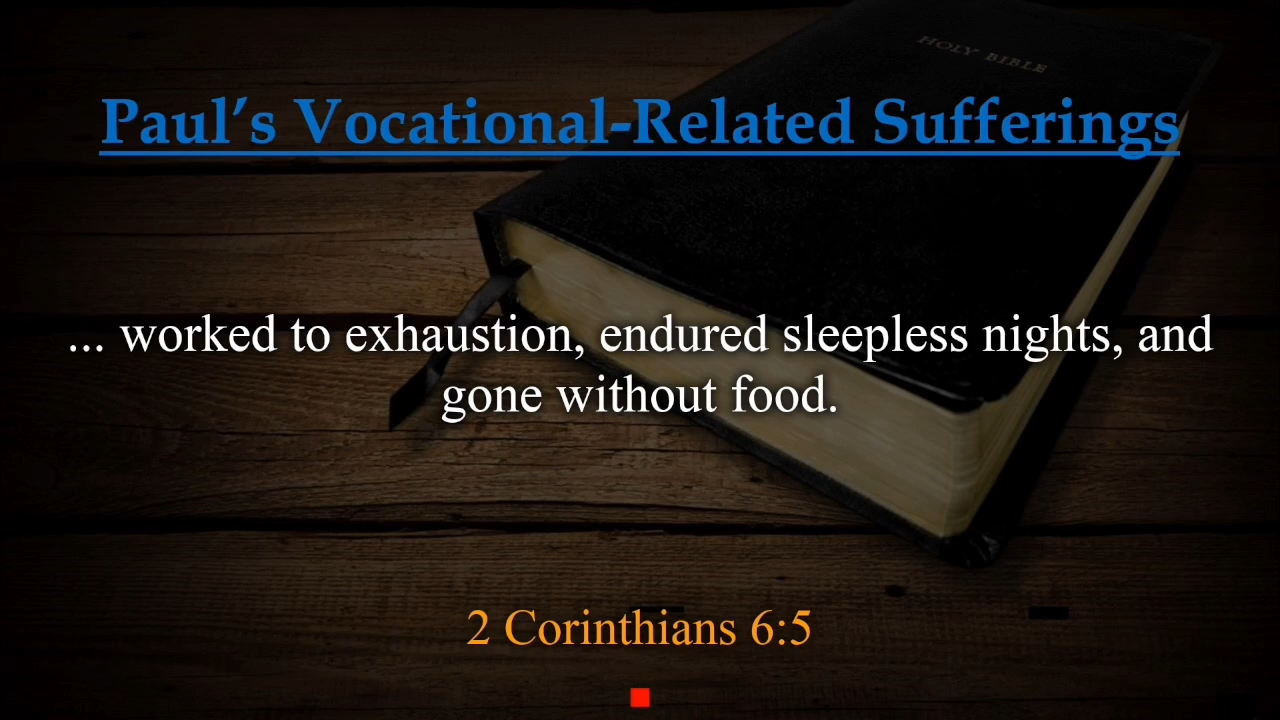 HOLY BIBLE
Paul’s Vocational-Related Sufferings
... worked to exhaustion, endured sleepless nights, and
gone without food.
2 Corinthians 6:5